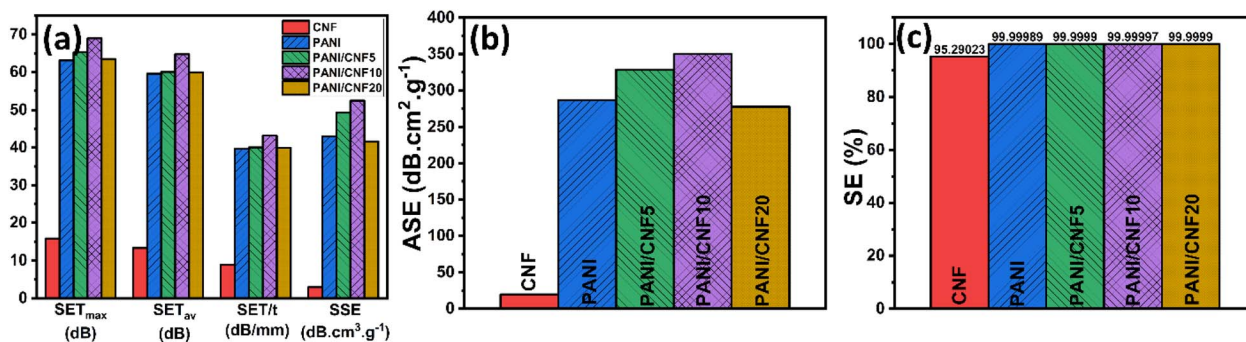 (a)
CNF
PANI
PANI/CNF5
PANI/CNF10
PANI/CNF20
70
60
50
40
30
20
10
0
SETmax
(dB)
SETav
(dB)
SET/t
(dB/mm)
SSE
(dB.cm³.g⁻¹)
(b)
ASE (dB.cm².g⁻¹)
400
350
300
250
200
150
100
50
0
CNF
PANI
PANI/CNF5
PANI/CNF10
PANI/CNF20
(c)
SE (%)
100
80
60
40
20
0
95.29023
99.99989
99.9999
99.99997
99.9999
CNF
PANI
PANI/CNF5
PANI/CNF10
PANI/CNF20